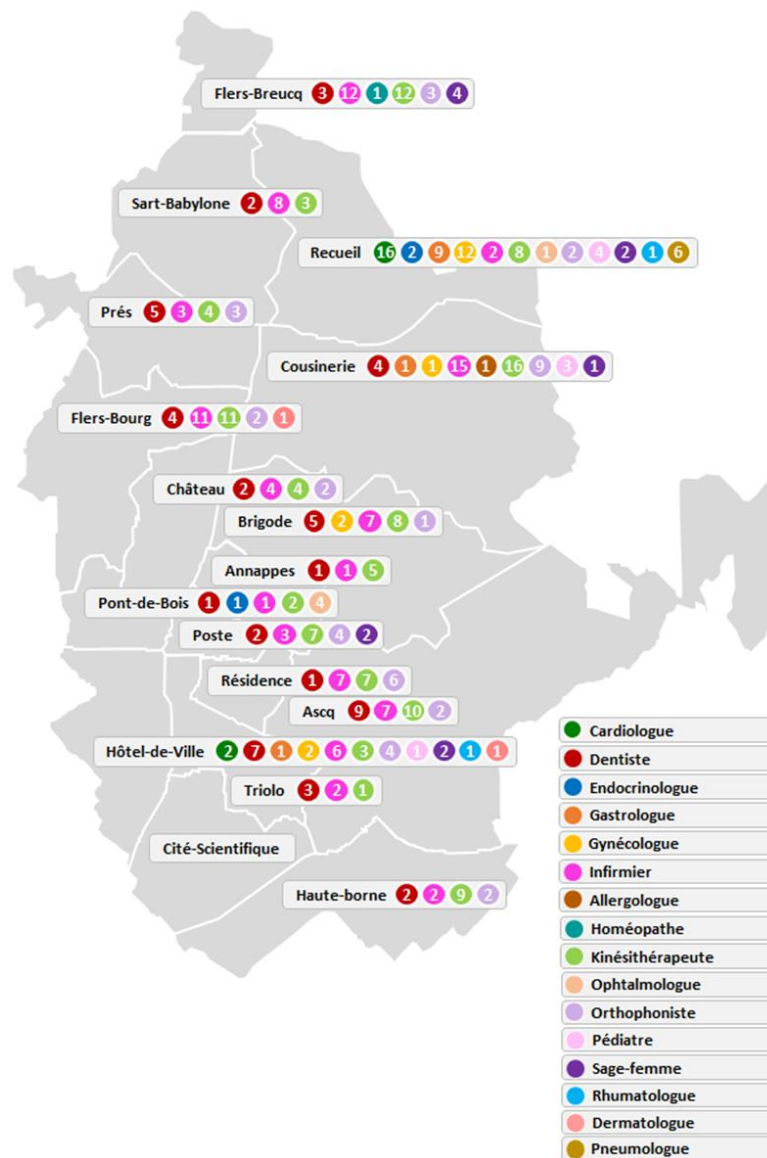 Flers-Breucq 3 12 1 12 3 4
Sart-Babylone 2 8 3
Recueil 16 2 9 12 2 8 1 2 4 2 1 6
Prés 5 3 4 3
Cousinerie 4 1 1 15 1 16 9 3 1
Flers-Bourg 4 11 11 2 1
Château 2 4 4 2
Brigode 5 2 7 8 1
Annappes 1 1 5
Pont-de-Bois 1 1 1 2 4
Poste 2 3 7 4 2
Résidence 1 7 7 6
Ascq 9 7 10 2
Hôtel-de-Ville 2 7 1 2 6 3 4 1 2 1 1
Triolo 3 2 1
Cité-Scientifique
Haute-borne 2 2 9 2
Cardiologue
Dentiste
Endocrinologue
Gastrologue
Gynécologue
Infirmier
Allergologue
Homéopathe
Kinésithérapeute
Ophtalmologue
Orthophoniste
Pédiatre
Sage-femme
Rhumatologue
Dermatologue
Pneumologue